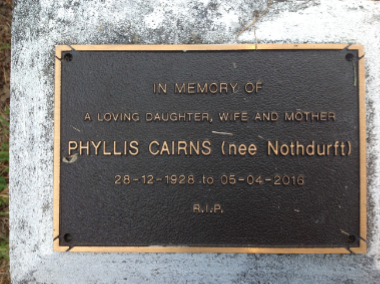 IN MEMORY OF
A LOVING DAUGHTER, WIFE AND MOTHER
PHYLLIS CAIRNS (nee Nothdurft)
28-12-1928 to 05-04-2016
R.I.P.